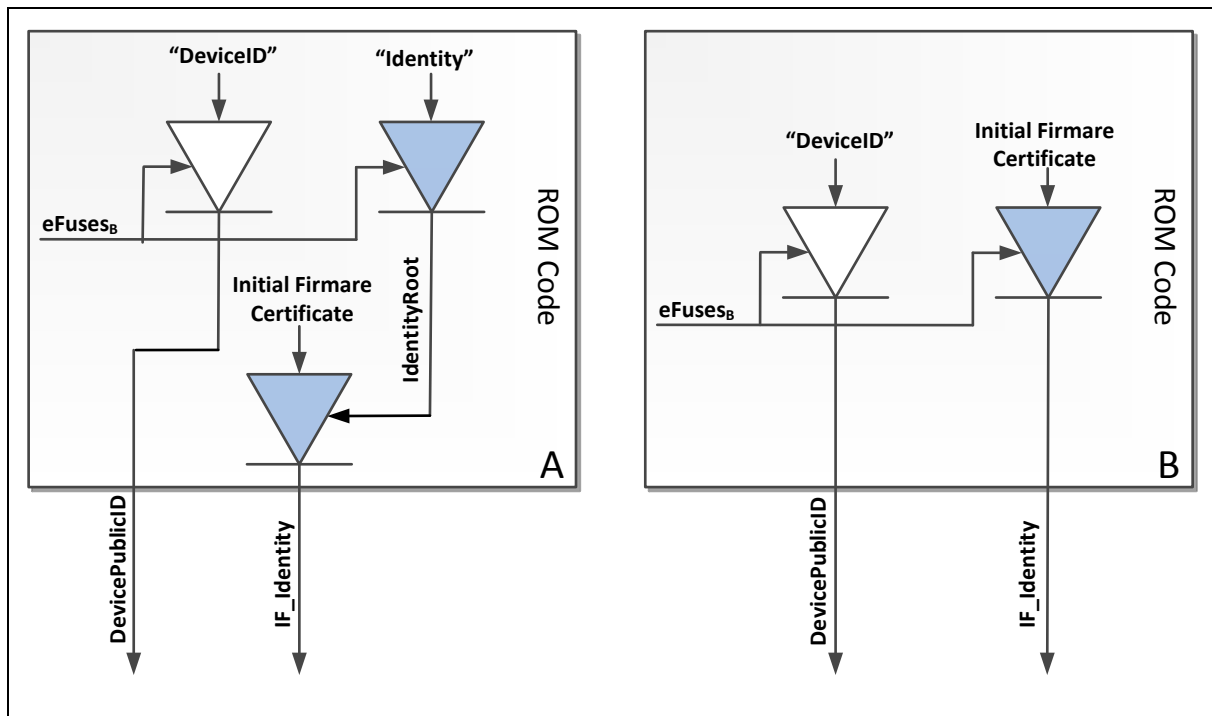 “DeviceID”
“Identity”
eFusesB
Initial Firmare
Certificate
IdentityRoot
ROM Code
A
DevicePublicID
IF_Identity
“DeviceID”
Initial Firmare
Certificate
eFusesB
ROM Code
B
DevicePublicID
IF_Identity